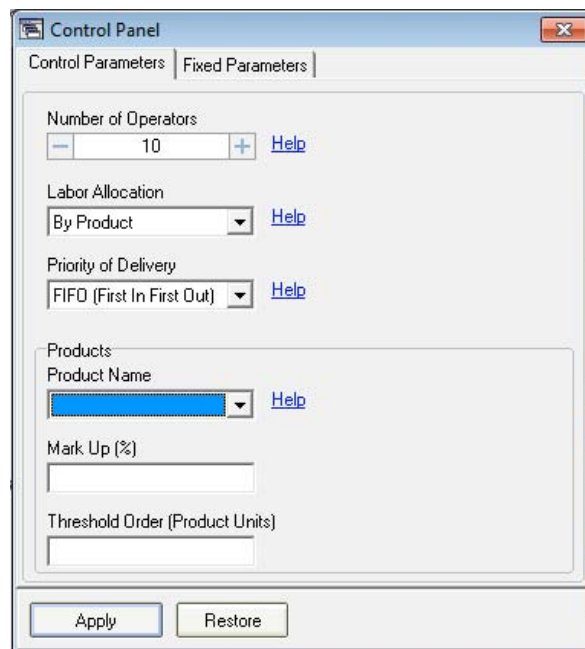 Control Panel
Control Parameters Fixed Parameters
Number of Operators
10 Help
Labor Allocation
By Product Help
Priority of Delivery
FIFO (First In First Out) Help
Products
Product Name
Help
Mark Up (%)
Threshold Order (Product Units)
Apply Restore